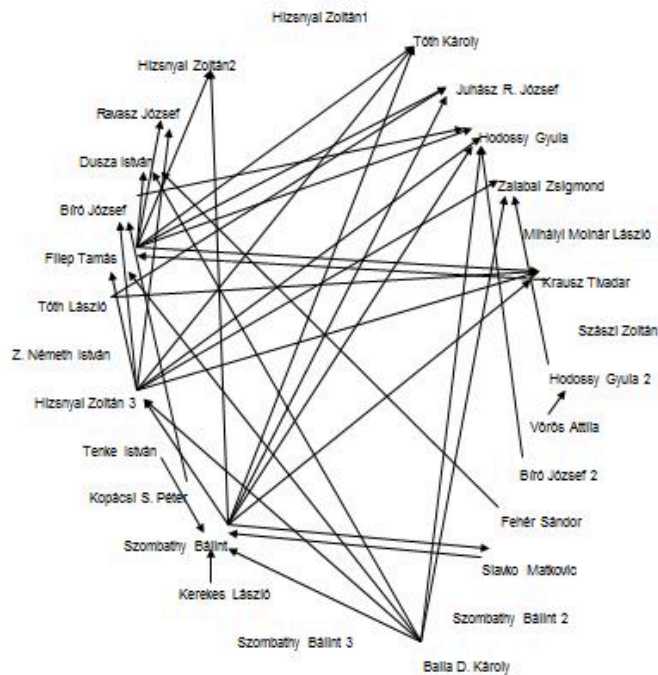 Hizsnyai Zoltán1
Tóth Károly
Hizsnyai Zoltán2
Juhász R. József
Ravasz József
Hodossy Gyula
Dusza István
Zalabai Zsigmond
Bíró József
Mihályi Molnár László
Filep Tamás
Krausz Tivadar
Tóth László
Szászi Zoltán
Z. Németh István
Hodossy Gyula 2
Hizsnyai Zoltán 3
Vörös Attila
Tenke István
Bíró József 2
Kopácsi S. Péter
Fehér Sándor
Szombathy Bálint
Slavko Matkovic
Kerekes László
Szombathy Bálint 2
Szombathy Bálint 3
Balla D. Károly